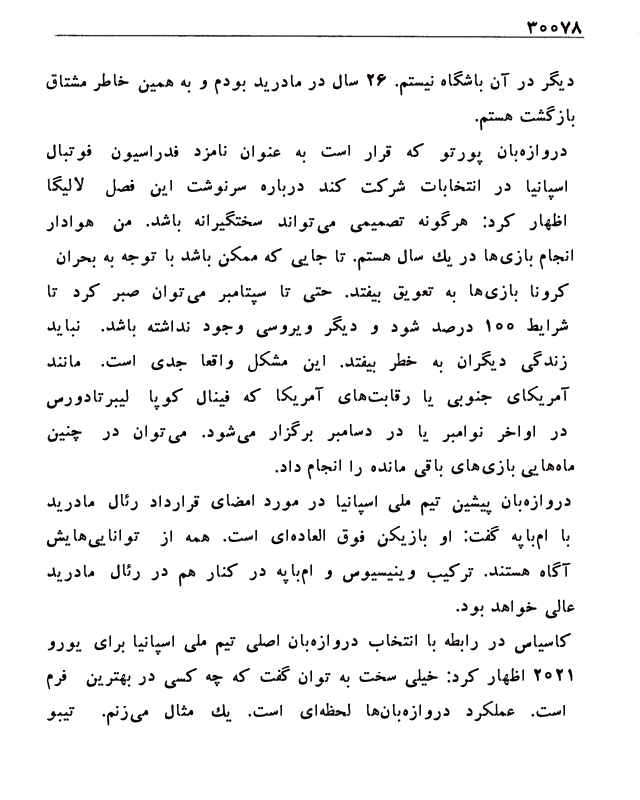 ۳۰۰۷۸
دیگر در آن باشگاه نیستم. ۲۶ سال در مادرید بودم و به همین خاطر مشتاق
بازگشت هستم.
دروازه‌بان پورتو که قرار است به عنوان نامزد فدراسیون فوتبال
اسپانیا در انتخابات شرکت کند درباره سرنوشت این فصل لالیگا
اظهار کرد: هرگونه تصمیمی می‌تواند سختگیرانه باشد. من هوادار
انجام بازی‌ها در یك سال هستم. تا جایی که ممکن باشد با توجه به بحران
کرونا بازی‌ها به تعویق بیفتد. حتی تا سپتامبر می‌توان صبر کرد تا
شرایط ۱۰۰ درصد شود و دیگر ویروسی وجود نداشته باشد. نباید
زندگی دیگران به خطر بیفتد. این مشکل واقعا جدی است. مانند
آمریکای جنوبی یا رقابت‌های آمریکا که فینال کوپا لیبرتادورس
در اواخر نوامبر یا در دسامبر برگزار می‌شود. می‌توان در چنین
ماه‌هایی بازی‌های باقی مانده را انجام داد.
دروازه‌بان پیشین تیم ملی اسپانیا در مورد امضای قرارداد رئال مادرید
با ام‌باپه گفت: او بازیکن فوق العاده‌ای است. همه از توانایی‌هایش
آگاه هستند. ترکیب وینیسیوس و ام‌باپه در کنار هم در رئال مادرید
عالی خواهد بود.
کاسیاس در رابطه با انتخاب دروازه‌بان اصلی تیم ملی اسپانیا برای یورو
۲۰۲۱ اظهار کرد: خیلی سخت به توان گفت که چه کسی در بهترین فرم
است. عملکرد دروازه‌بان‌ها لحظه‌ای است. یك مثال می‌زنم. تیبو